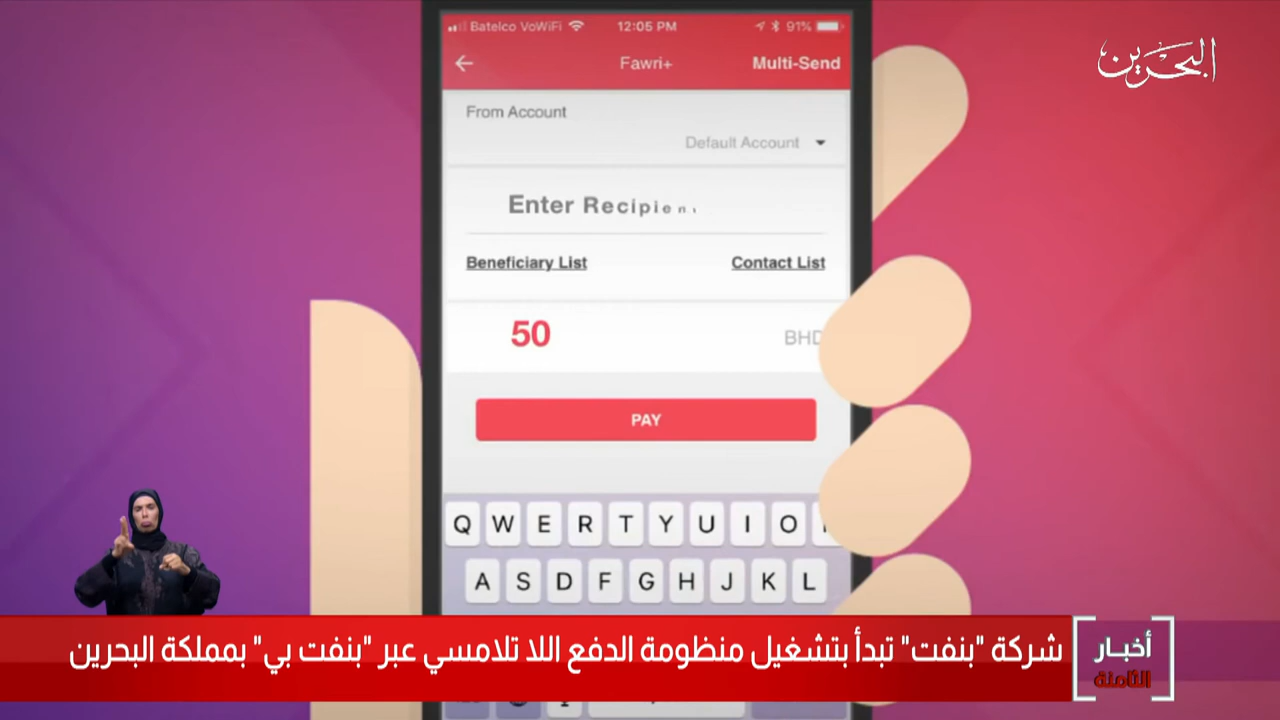 Batelco VoWiFi 12:05 PM 91%
البحرين
Fawri+ Multi-Send
From Account
Default Account
Enter Recipien
Beneficiary List Contact List
50 BHD
PAY
Q W E R T Y U I O
A S D F G H J K L
أخبار
الثامنة
شركة "بنفت" تبدأ بتشغيل منظومة الدفع اللا تلامسي عبر "بنفت بي" بمملكة البحرين